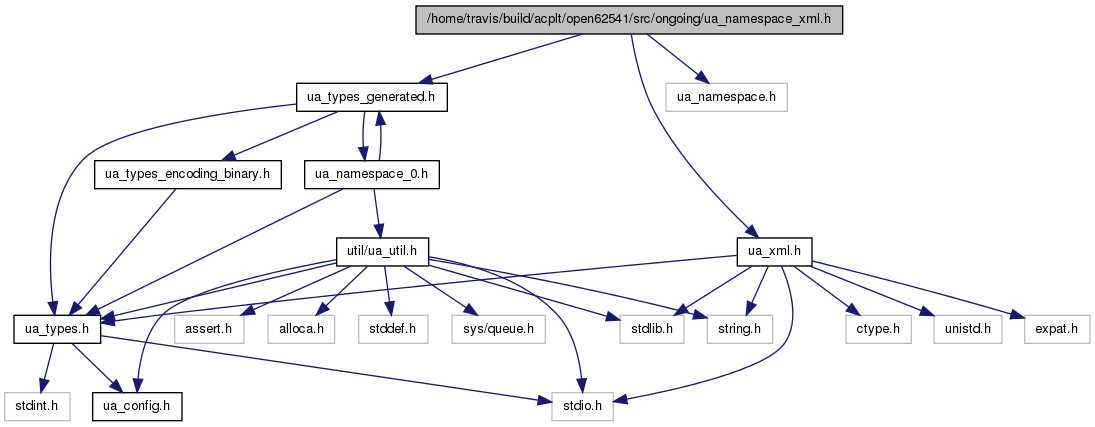 /home/travis/build/acplt/open62541/src/ongoing/ua_namespace_xml.h
ua_types_generated.h
ua_namespace.h
ua_types_encoding_binary.h
ua_namespace_0.h
util/ua_util.h
ua_xml.h
ua_types.h
assert.h
alloca.h
stddef.h
sys/queue.h
stdlib.h
string.h
ctype.h
unistd.h
expat.h
stdint.h
ua_config.h
stdio.h